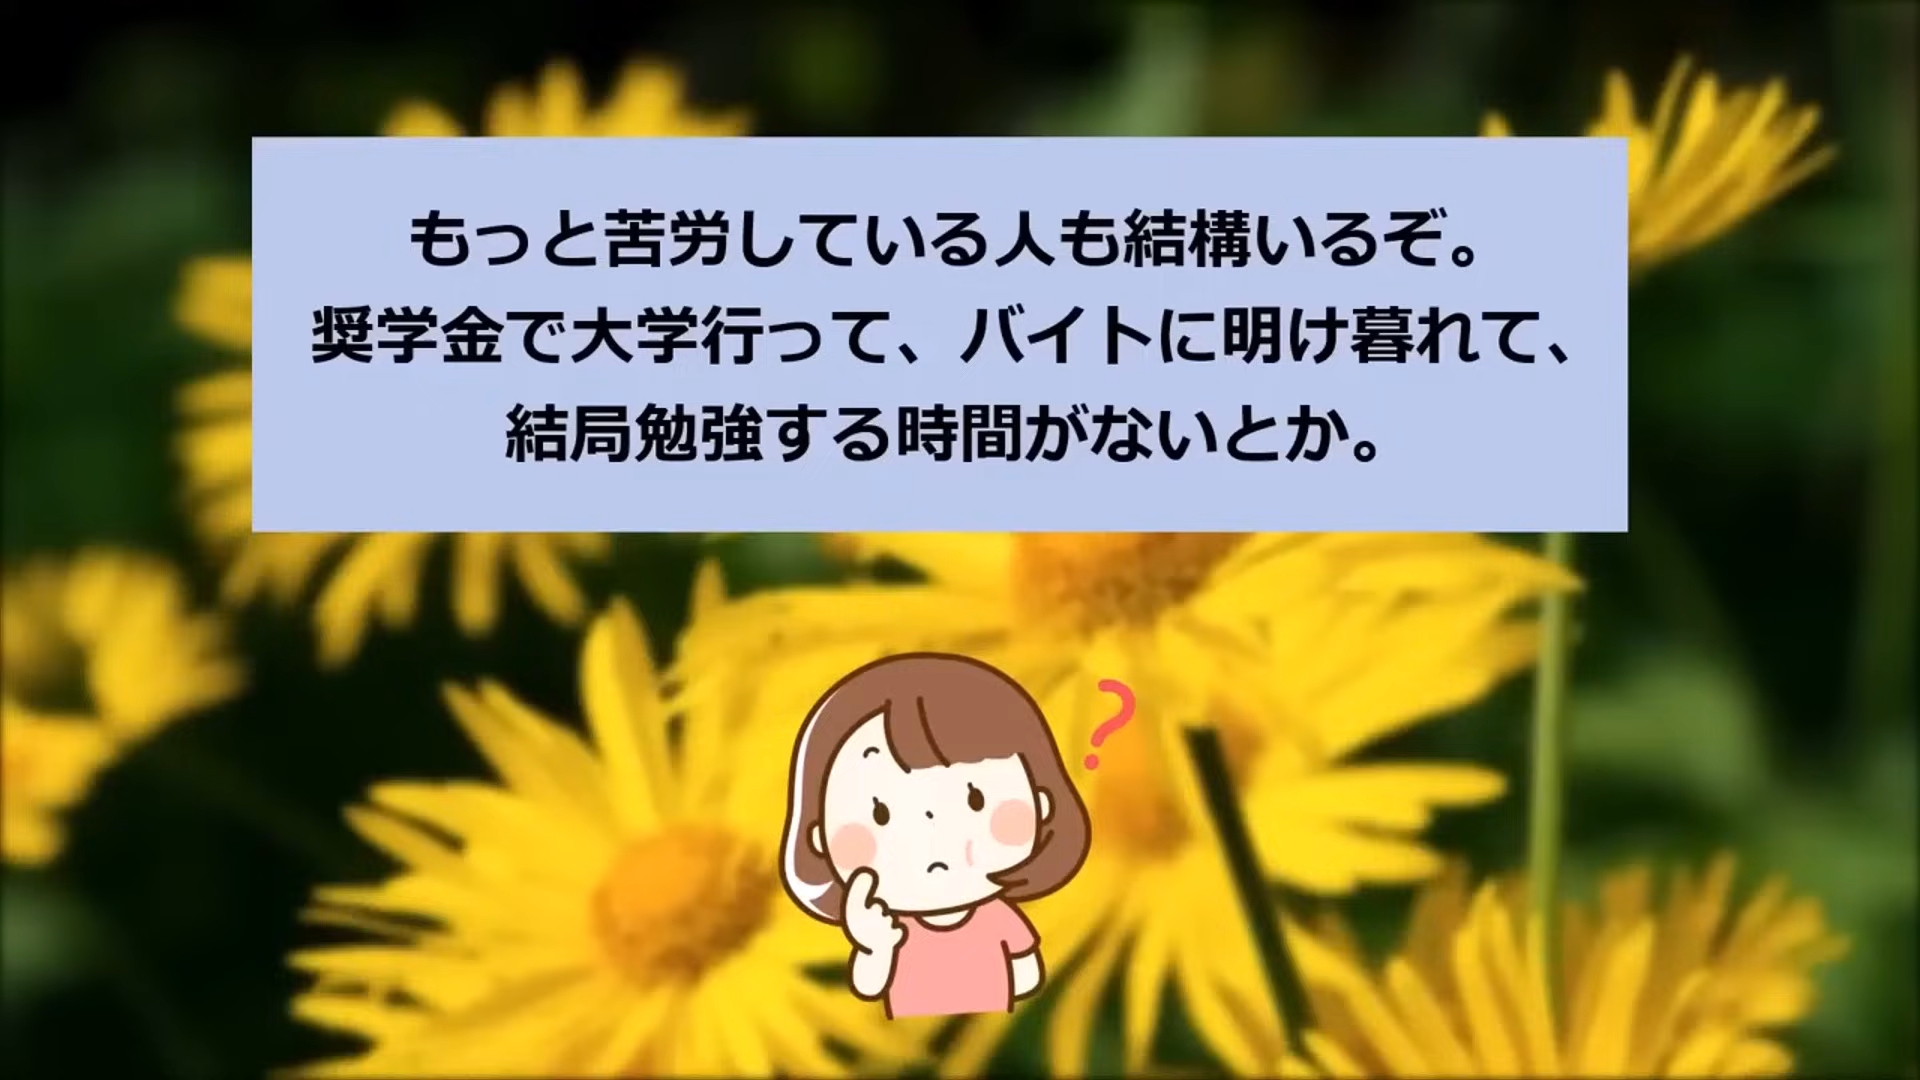 もっと苦労している人も結構いるぞ。
奨学金で大学行って、バイトに明け暮れて、
結局勉強する時間がないとか。
?